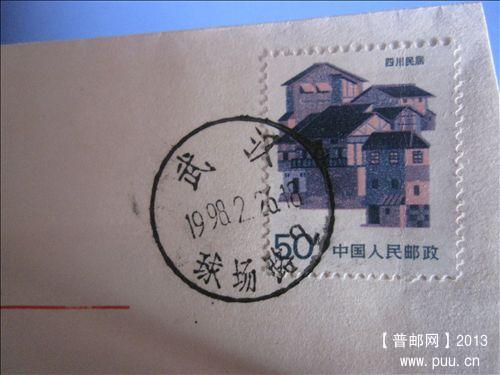 四川民居
50
中国人民邮政
武
1998.2.26.18
场
【普邮网】2013
www.puu.cn